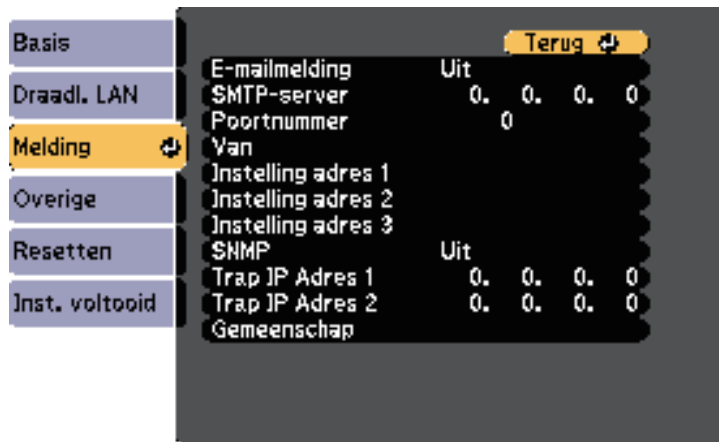 Basis
Draadl. LAN
Melding
Overige
Resetten
Inst. voltooid
Terug
E-mailmelding Uit
SMTP-server 0. 0. 0. 0
Poortnummer 0
Van
Instelling adres 1
Instelling adres 2
Instelling adres 3
SNMP Uit
Trap IP Adres 1 0. 0. 0. 0
Trap IP Adres 2 0. 0. 0. 0
Gemeenschap